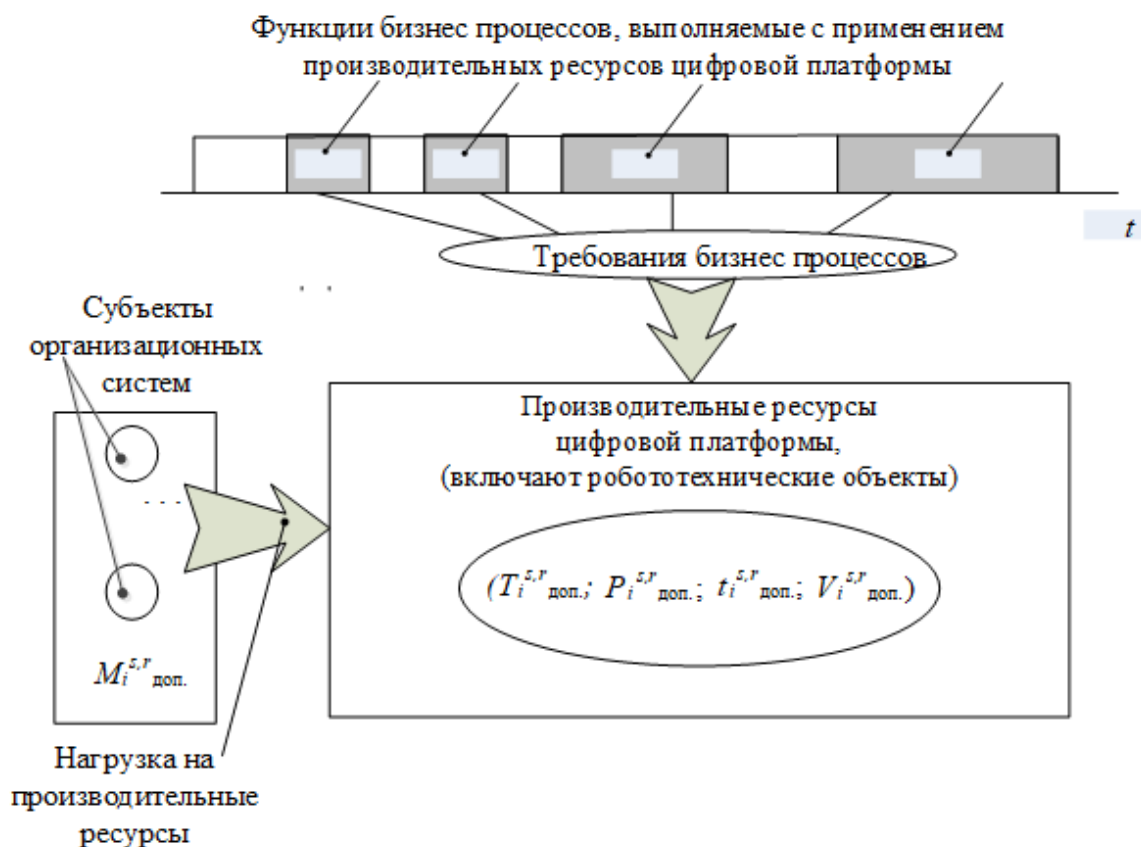 Функции бизнес процессов, выполняемые с применением
производительных ресурсов цифровой платформы
t
Требования бизнес процессов
. .
Субъекты
организационных
систем
. . .
M_i^{s,r} доп.
Производительные ресурсы
цифровой платформы,
(включают робототехнические объекты)
(T_i^{s,r} доп.; P_i^{s,r} доп.; t_i^{s,r} доп.; V_i^{s,r} доп.)
Нагрузка на
производительные
ресурсы